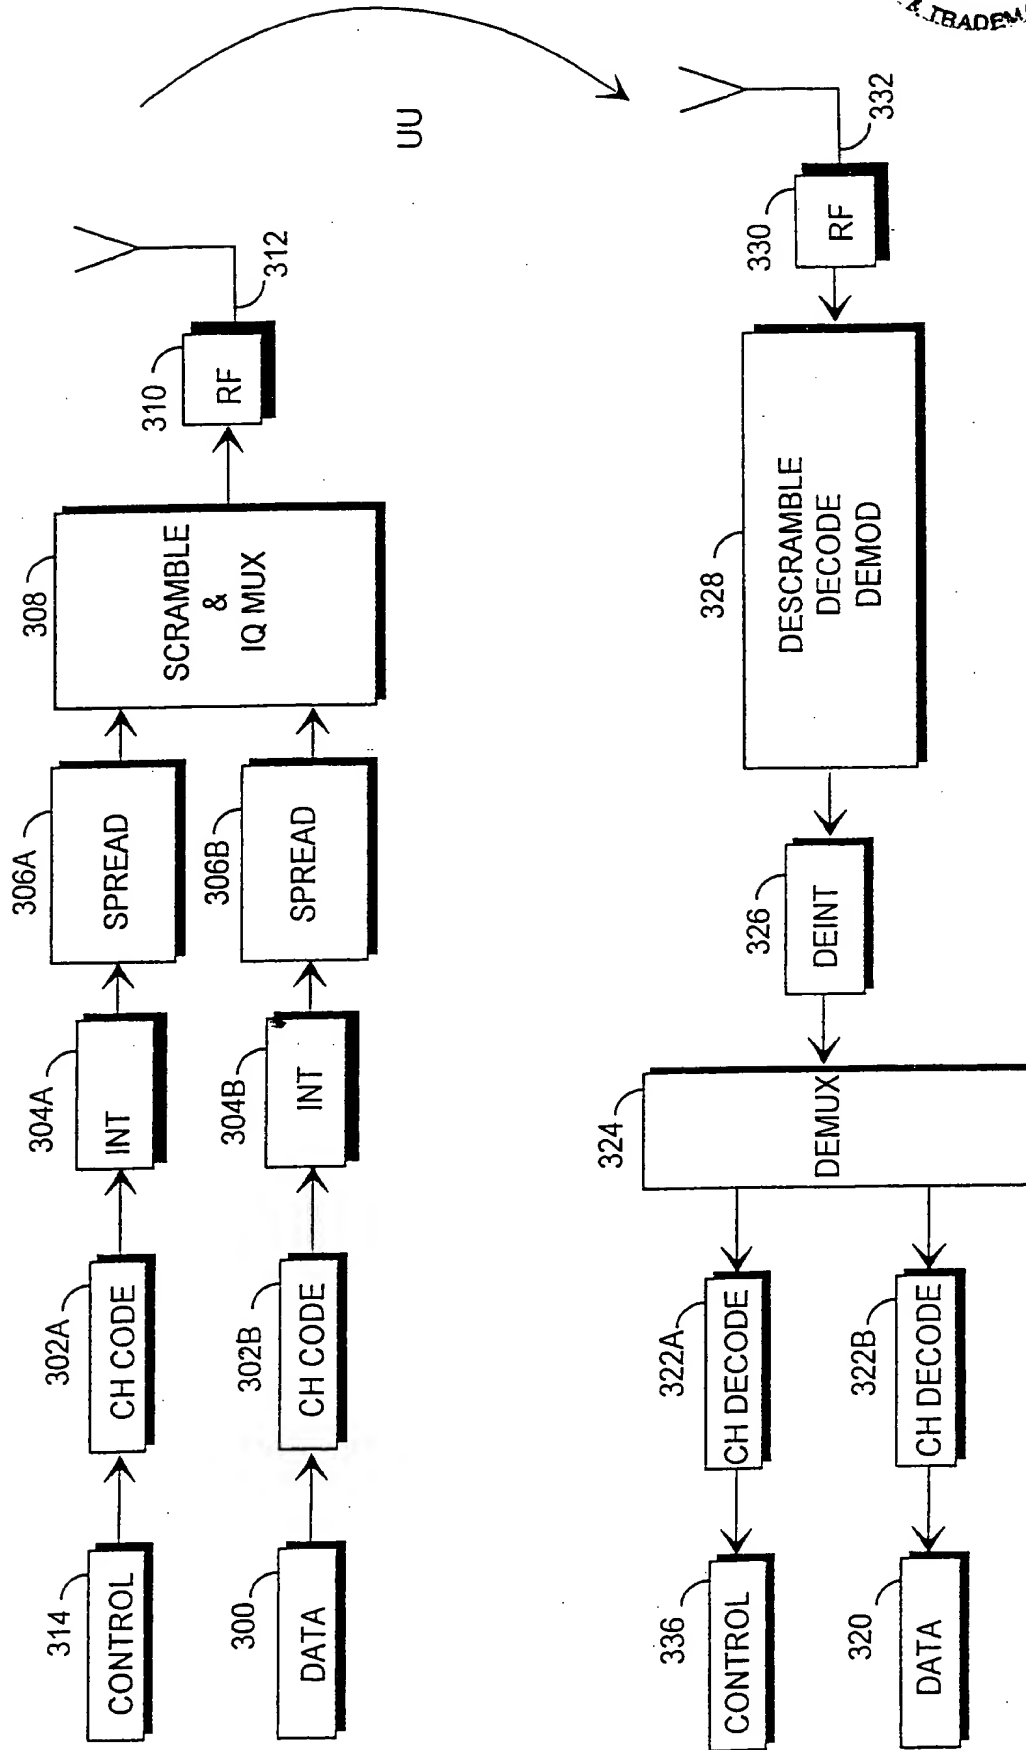 & TRADEM
UU
314
CONTROL
302A
CH CODE
304A
INT
306A
SPREAD
308
SCRAMBLE
&
IQ MUX
310
RF
312
300
DATA
302B
CH CODE
304B
INT
306B
SPREAD
336
CONTROL
322A
CH DECODE
324
DEMUX
326
DEINT
328
DESCRAMBLE
DECODE
DEMOD
330
RF
332
320
DATA
322B
CH DECODE